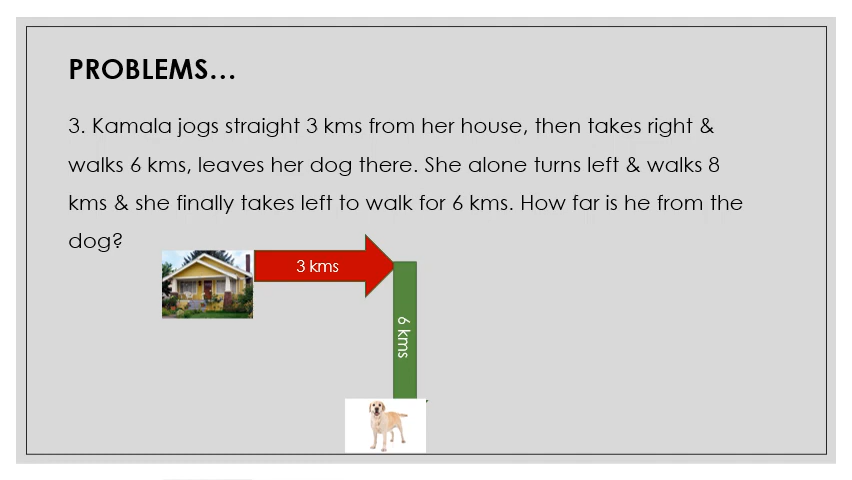 PROBLEMS...
3. Kamala jogs straight 3 kms from her house, then takes right &
walks 6 kms, leaves her dog there. She alone turns left & walks 8
kms & she finally takes left to walk for 6 kms. How far is he from the
dog?
3 kms
6 kms